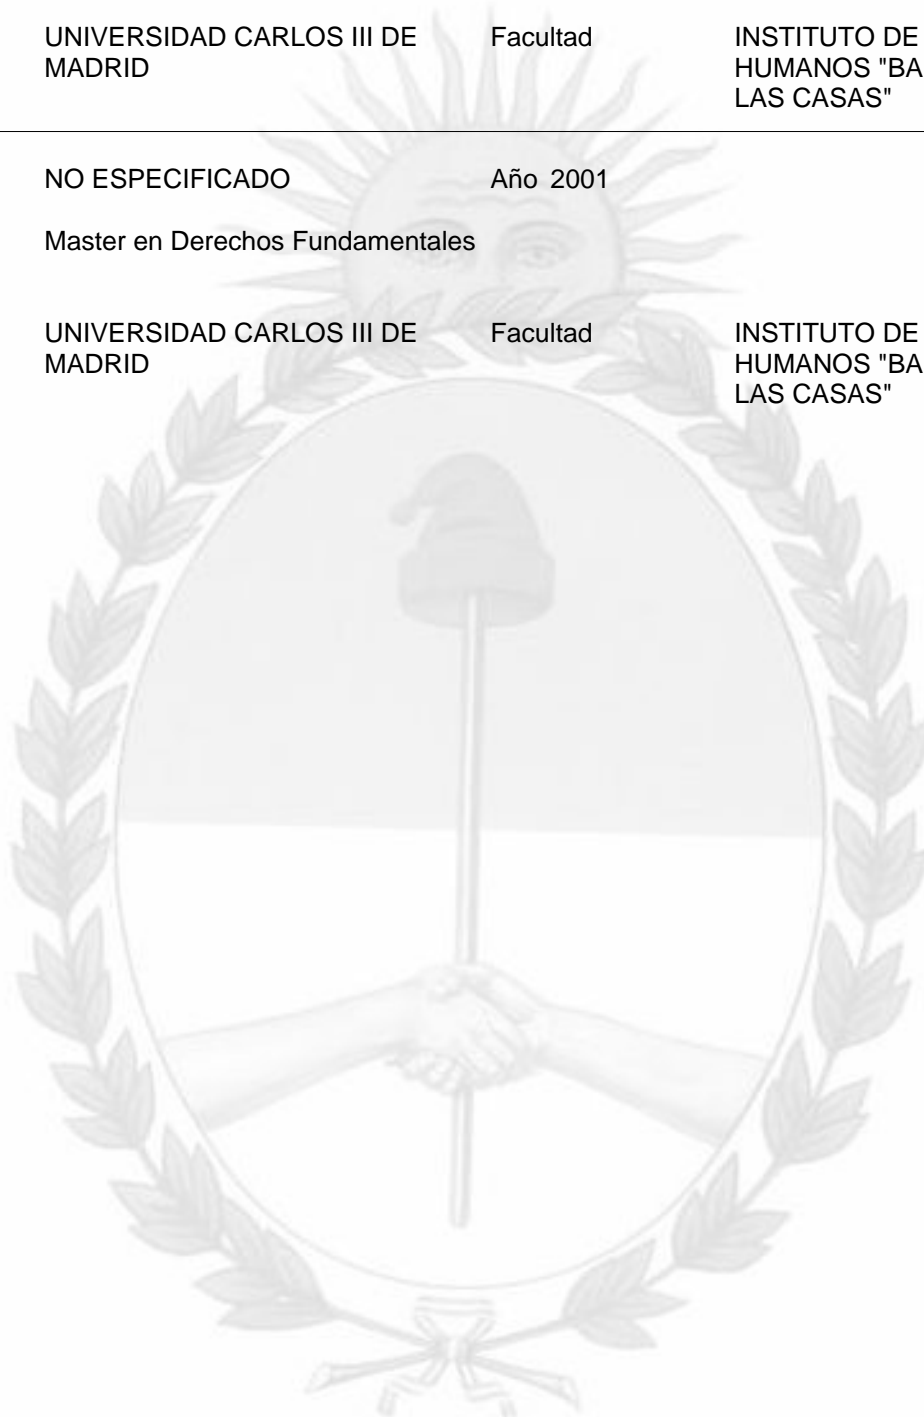 UNIVERSIDAD CARLOS III DE MADRID Facultad INSTITUTO DE
HUMANOS "BA
LAS CASAS"
NO ESPECIFICADO Año 2001
Master en Derechos Fundamentales
UNIVERSIDAD CARLOS III DE MADRID Facultad INSTITUTO DE
HUMANOS "BA
LAS CASAS"